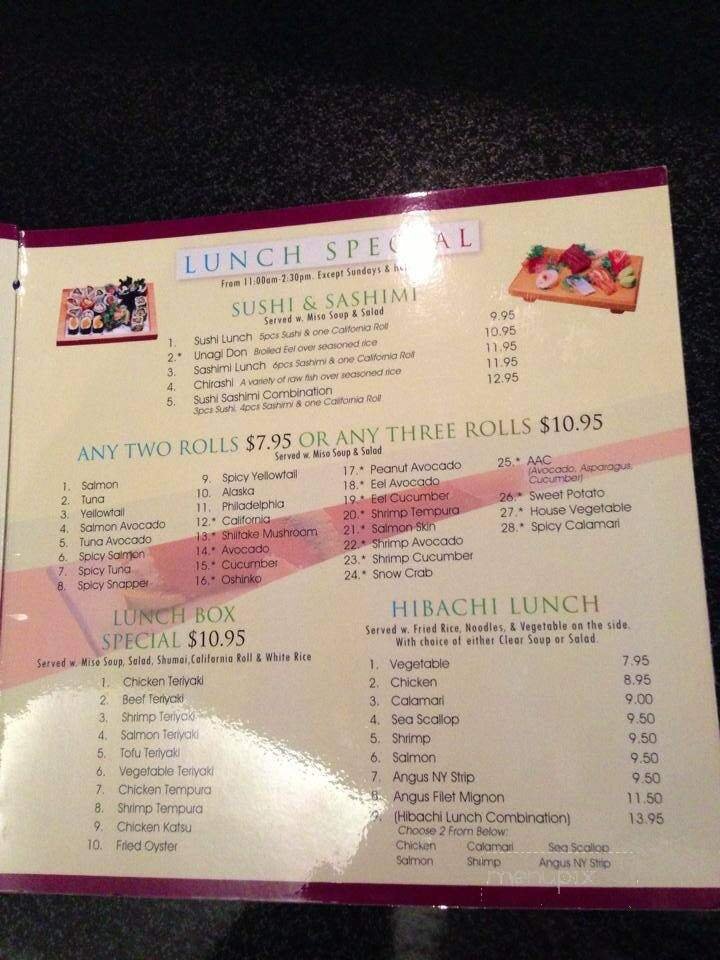 LUNCH SPECIAL
From 11:00am-2:30pm. Except Sundays &
SUSHI & SASHIMI
Served w. Miso Soup & Salad
1. Sushi Lunch 5pcs Sushi & one California Roll 9.95
2.* Unagi Don Broiled Eel over seasoned rice 10.95
3. Sashimi Lunch 6pcs Sashimi & one California Roll 11.95
4. Chirashi A variety of raw fish over seasoned rice 11.95
5. Sushi Sashimi Combination 12.95
3pcs Sushi, 4pcs Sashimi & one California Roll
ANY TWO ROLLS $7.95 OR ANY THREE ROLLS $10.95
Served w. Miso Soup & Salad
1. Salmon
2. Tuna
3. Yellowtail
4. Salmon Avocado
5. Tuna Avocado
6. Spicy Salmon
7. Spicy Tuna
8. Spicy Snapper
9. Spicy Yellowtail
10. Alaska
11. Philadelphia
12.* California
13.* Shiitake Mushroom
14.* Avocado
15.* Cucumber
16.* Oshinko
17.* Peanut Avocado
18.* Eel Avocado
19.* Eel Cucumber
20.* Shrimp Tempura
21.* Salmon Skin
22.* Shrimp Avocado
23.* Shrimp Cucumber
24.* Snow Crab
25.* AAC
(Avocado, Asparagus,
Cucumber)
26.* Sweet Potato
27.* House Vegetable
28.* Spicy Calamari
LUNCH BOX
SPECIAL $10.95
Served w. Miso Soup, Salad, Shumai, California Roll & White Rice
1. Chicken Teriyaki
2. Beef Teriyaki
3. Shrimp Teriyaki
4. Salmon Teriyaki
5. Tofu Teriyaki
6. Vegetable Teriyaki
7. Chicken Tempura
8. Shrimp Tempura
9. Chicken Katsu
10. Fried Oyster
HIBACHI LUNCH
Served w. Fried Rice, Noodles, & Vegetable on the side.
With choice of either Clear Soup or Salad.
1. Vegetable 7.95
2. Chicken 8.95
3. Calamari 9.00
4. Sea Scallop 9.50
5. Shrimp 9.50
6. Salmon 9.50
7. Angus NY Strip 9.50
8. Angus Filet Mignon 11.50
9. (Hibachi Lunch Combination) 13.95
Choose 2 From Below:
Chicken Calamari Sea Scallop
Salmon Shrimp Angus NY Strip
menupix